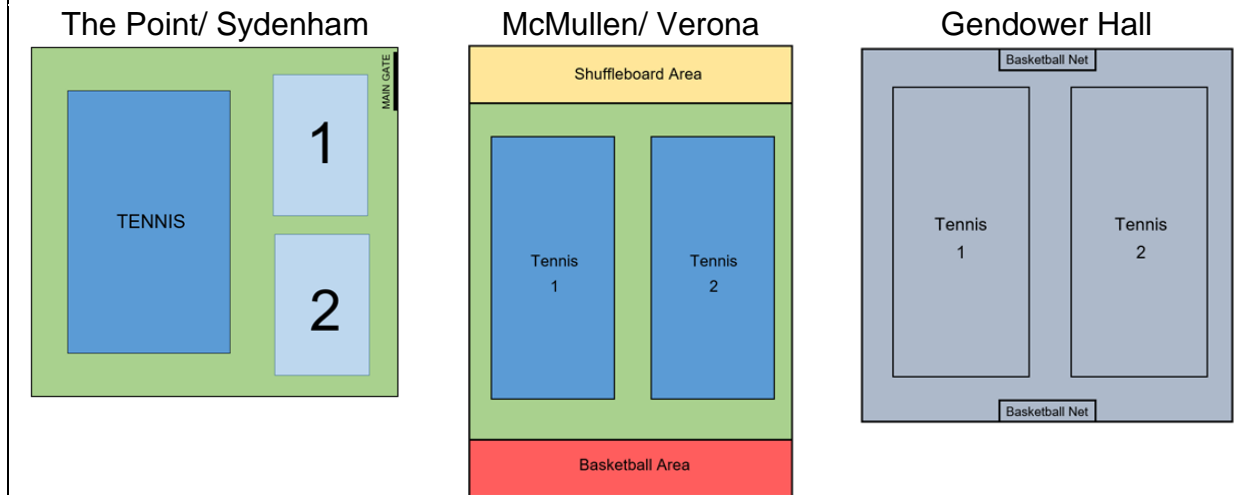 The Point/ Sydenham
MAIN GATE
1
TENNIS
2
McMullen/ Verona
Shuffleboard Area
Tennis
1
Tennis
2
Basketball Area
Gendower Hall
Basketball Net
Tennis
1
Tennis
2
Basketball Net